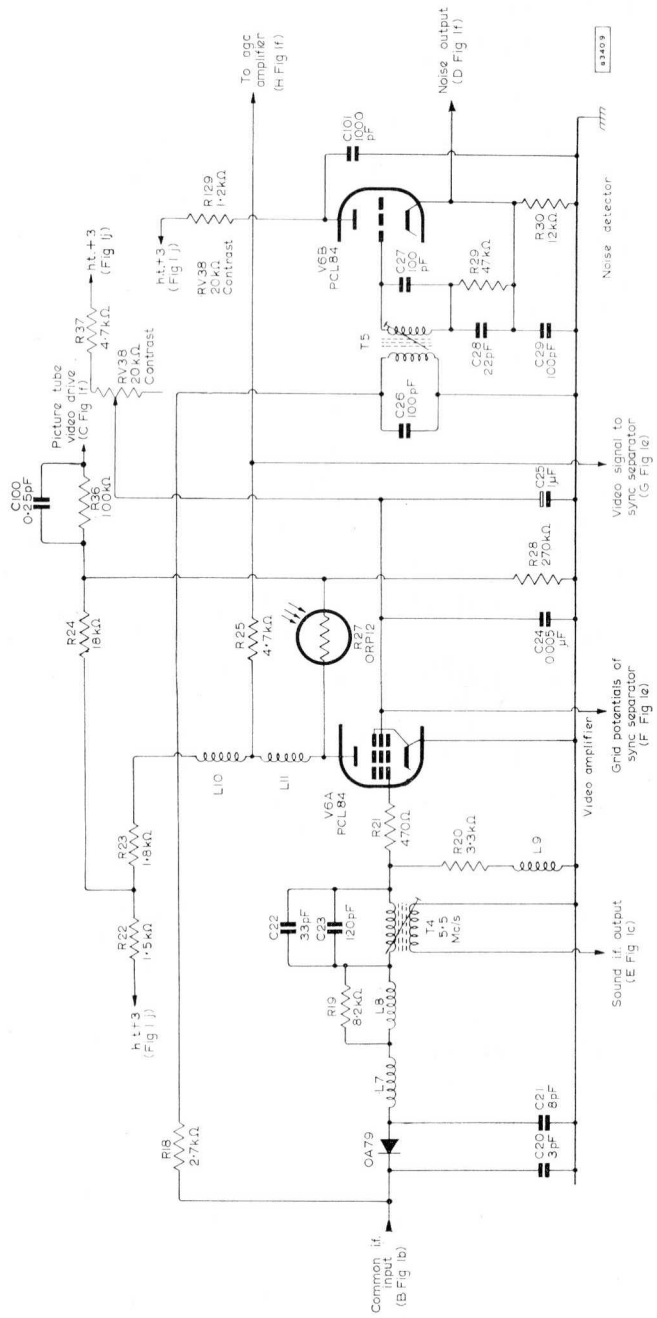 Common i.f.
input
(B Fig 1b)
R18
2·7kΩ
OA79
C20
3pF
C21
8pF
h t+3
(Fig 1 j)
R22
1·5kΩ
R23
1·8kΩ
R24
18kΩ
C100
0·25pF
R36
100kΩ
Picture tube
video drive
(C Fig 1f)
R37
4·7kΩ
h.t.+3
(Fig 1j)
RV38
20kΩ
Contrast
L7
R19
8·2kΩ
L8
C22
33pF
C23
120pF
T4
5·5
Mc/s
Sound i.f. output
(E Fig 1c)
R20
3·3kΩ
L9
R21
470Ω
V6A
PCL84
L10
L11
R25
4·7kΩ
R27
ORP12
To agc
amplifier
(H Fig 1f)
Video amplifier
Grid potentials of
sync separator
(F Fig 1e)
C24
0·005
μF
R28
270kΩ
C25
1μF
Video signal to
sync separator
(G Fig 1e)
C26
100pF
T5
C27
100
pF
C28
22pF
C29
100pF
R29
47kΩ
R30
12kΩ
V6B
PCL84
h.t.+3
(Fig 1 j)
RV38
20kΩ
Contrast
R129
1·2kΩ
C101
1000
pF
Noise output
(D Fig 1f)
Noise detector
83409